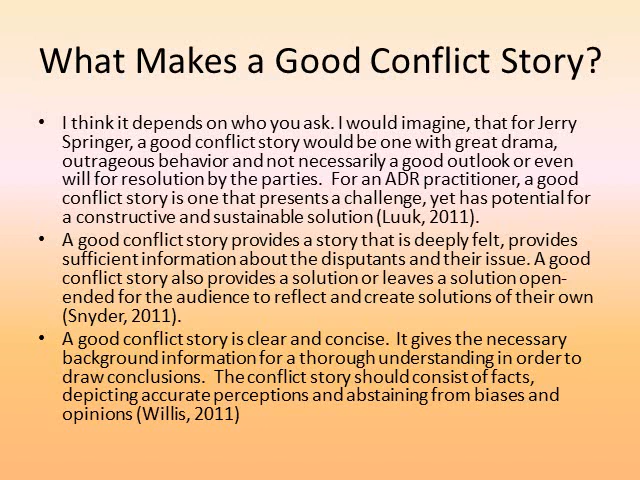 What Makes a Good Conflict Story?
• I think it depends on who you ask. I would imagine, that for Jerry
Springer, a good conflict story would be one with great drama,
outrageous behavior and not necessarily a good outlook or even
will for resolution by the parties.  For an ADR practitioner, a good
conflict story is one that presents a challenge, yet has potential for
a constructive and sustainable solution (Luuk, 2011).
• A good conflict story provides a story that is deeply felt, provides
sufficient information about the disputants and their issue. A good
conflict story also provides a solution or leaves a solution open-
ended for the audience to reflect and create solutions of their own
(Snyder, 2011).
• A good conflict story is clear and concise.  It gives the necessary
background information for a thorough understanding in order to
draw conclusions.  The conflict story should consist of facts,
depicting accurate perceptions and abstaining from biases and
opinions (Willis, 2011)